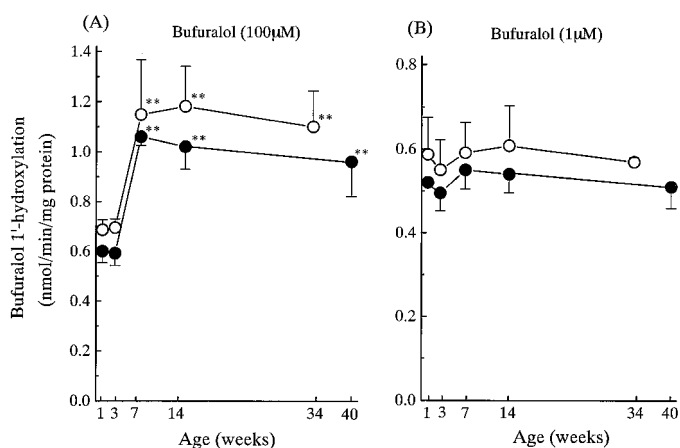 (A)
Bufuralol (100μM)
Bufuralol 1'-hydroxylation
(nmol/min/mg protein)
1.4
1.2
1.0
0.8
0.6
0.4
0.2
0.0
**
**
**
**
**
**
1 3 7 14 34 40
Age (weeks)
(B)
Bufuralol (1μM)
0.8
0.6
0.4
0.2
0.0
1 3 7 14 34 40
Age (weeks)